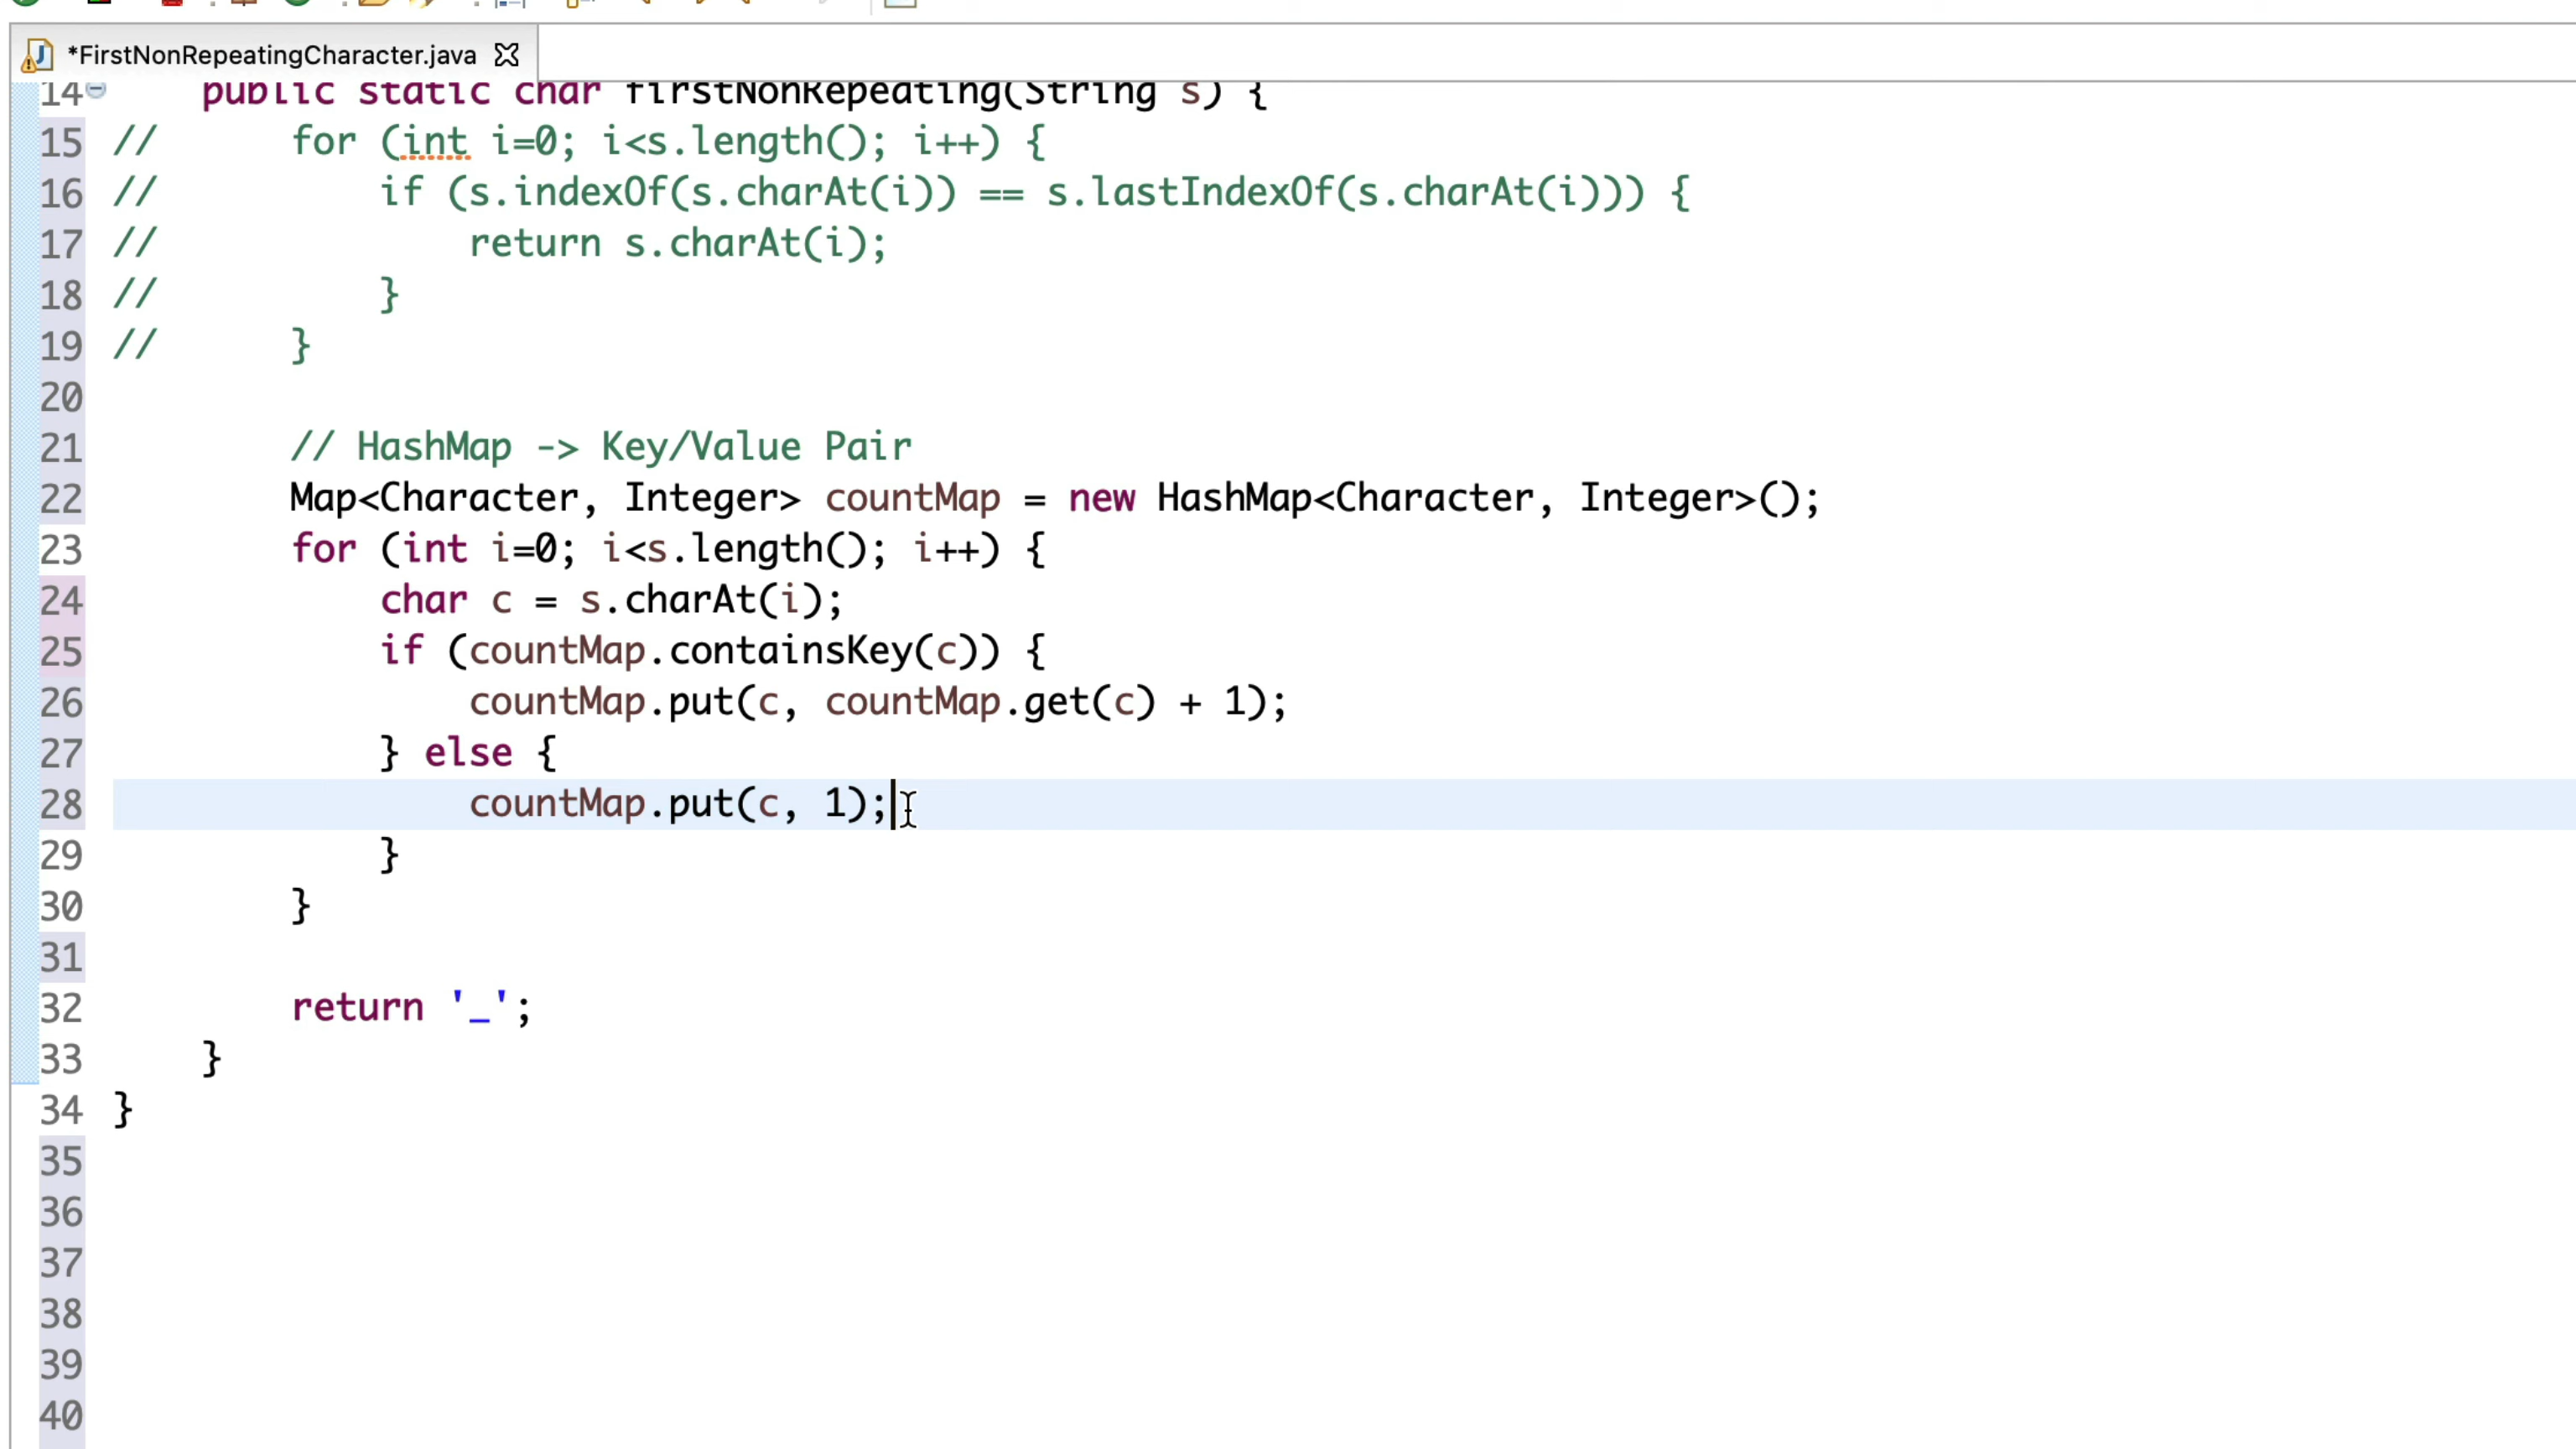 *FirstNonRepeatingCharacter.java
14 public static char firstNonRepeating(String s) {
15 // for (int i=0; i<s.length(); i++) {
16 // if (s.indexOf(s.charAt(i)) == s.lastIndexOf(s.charAt(i))) {
17 // return s.charAt(i);
18 // }
19 // }
20
21 // HashMap -> Key/Value Pair
22 Map<Character, Integer> countMap = new HashMap<Character, Integer>();
23 for (int i=0; i<s.length(); i++) {
24 char c = s.charAt(i);
25 if (countMap.containsKey(c)) {
26 countMap.put(c, countMap.get(c) + 1);
27 } else {
28 countMap.put(c, 1);
29 }
30 }
31
32 return '_';
33 }
34 }
35
36
37
38
39
40